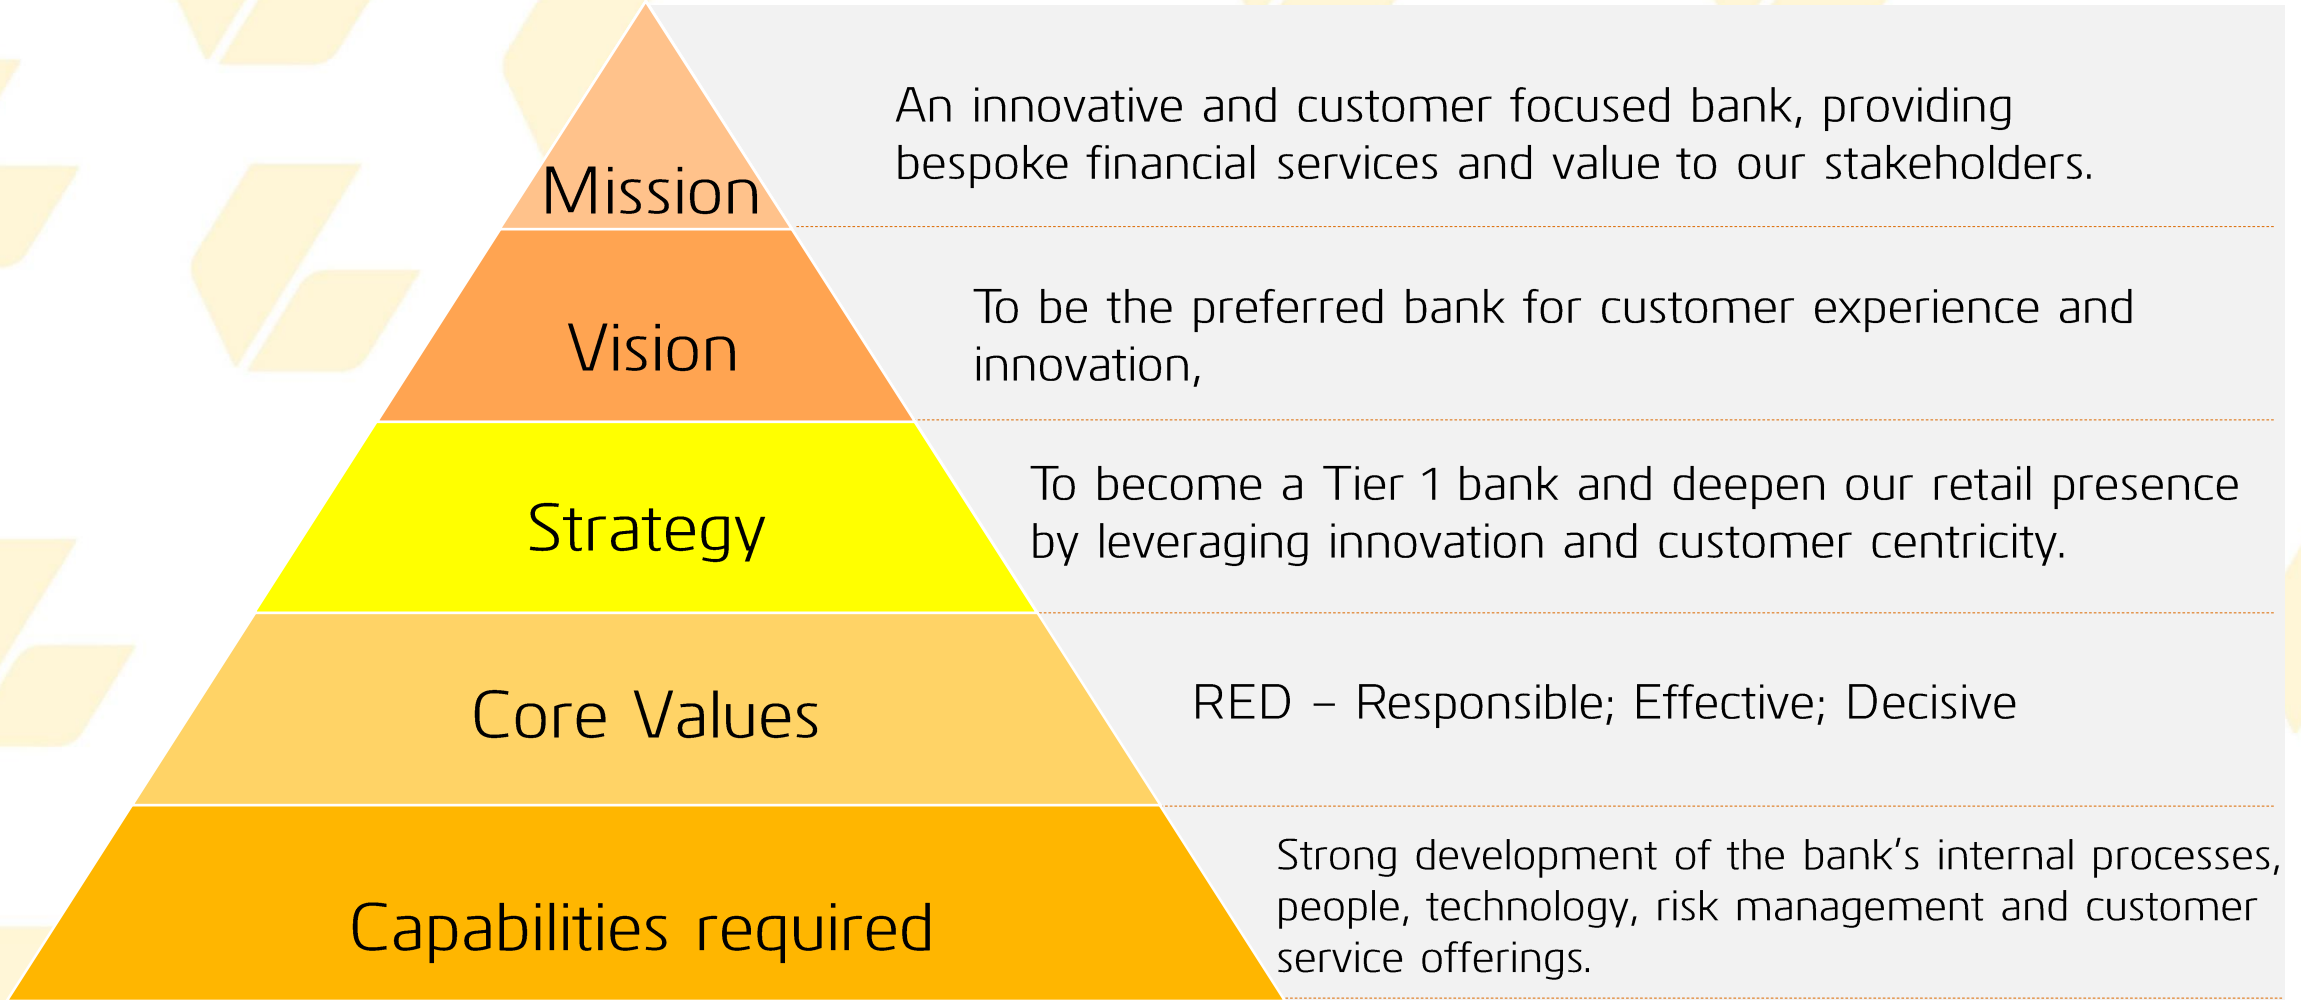 Mission
An innovative and customer focused bank, providing
bespoke financial services and value to our stakeholders.
Vision
To be the preferred bank for customer experience and
innovation,
Strategy
To become a Tier 1 bank and deepen our retail presence
by leveraging innovation and customer centricity.
Core Values
RED – Responsible; Effective; Decisive
Capabilities required
Strong development of the bank’s internal processes,
people, technology, risk management and customer
service offerings.